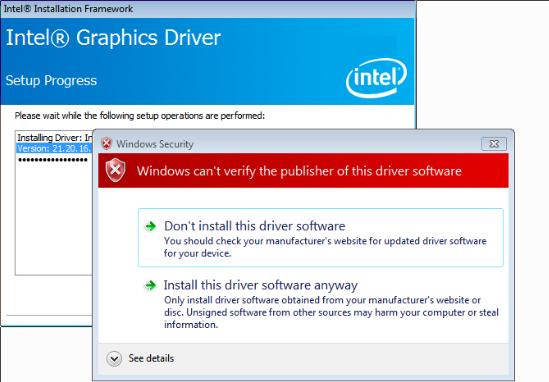 Intel® Installation Framework
Intel® Graphics Driver
Setup Progress
intel
Please wait while the following setup operations are performed:
Installing Driver:
Version: 21.20.16.
Windows Security
Windows can't verify the publisher of this driver software
Don't install this driver software
You should check your manufacturer's website for updated driver software
for your device.
Install this driver software anyway
Only install driver software obtained from your manufacturer's website or
disc. Unsigned software from other sources may harm your computer or steal
information.
See details